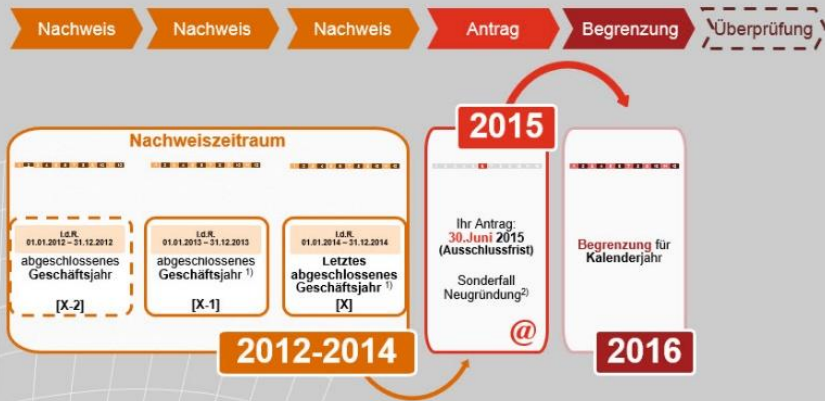 Nachweis
Nachweis
Nachweis
Antrag
Begrenzung
Überprüfung
Nachweiszeitraum
i.d.R.
01.01.2012 – 31.12.2012
abgeschlossenes
Geschäftsjahr
[X-2]
i.d.R.
01.01.2013 – 31.12.2013
abgeschlossenes
Geschäftsjahr 1)
[X-1]
i.d.R.
01.01.2014 – 31.12.2014
Letztes
abgeschlossenes
Geschäftsjahr 1)
[X]
2012-2014
2015
Ihr Antrag:
30.Juni 2015
(Ausschlussfrist)
Sonderfall
Neugründung2)
@
Begrenzung für
Kalenderjahr
2016